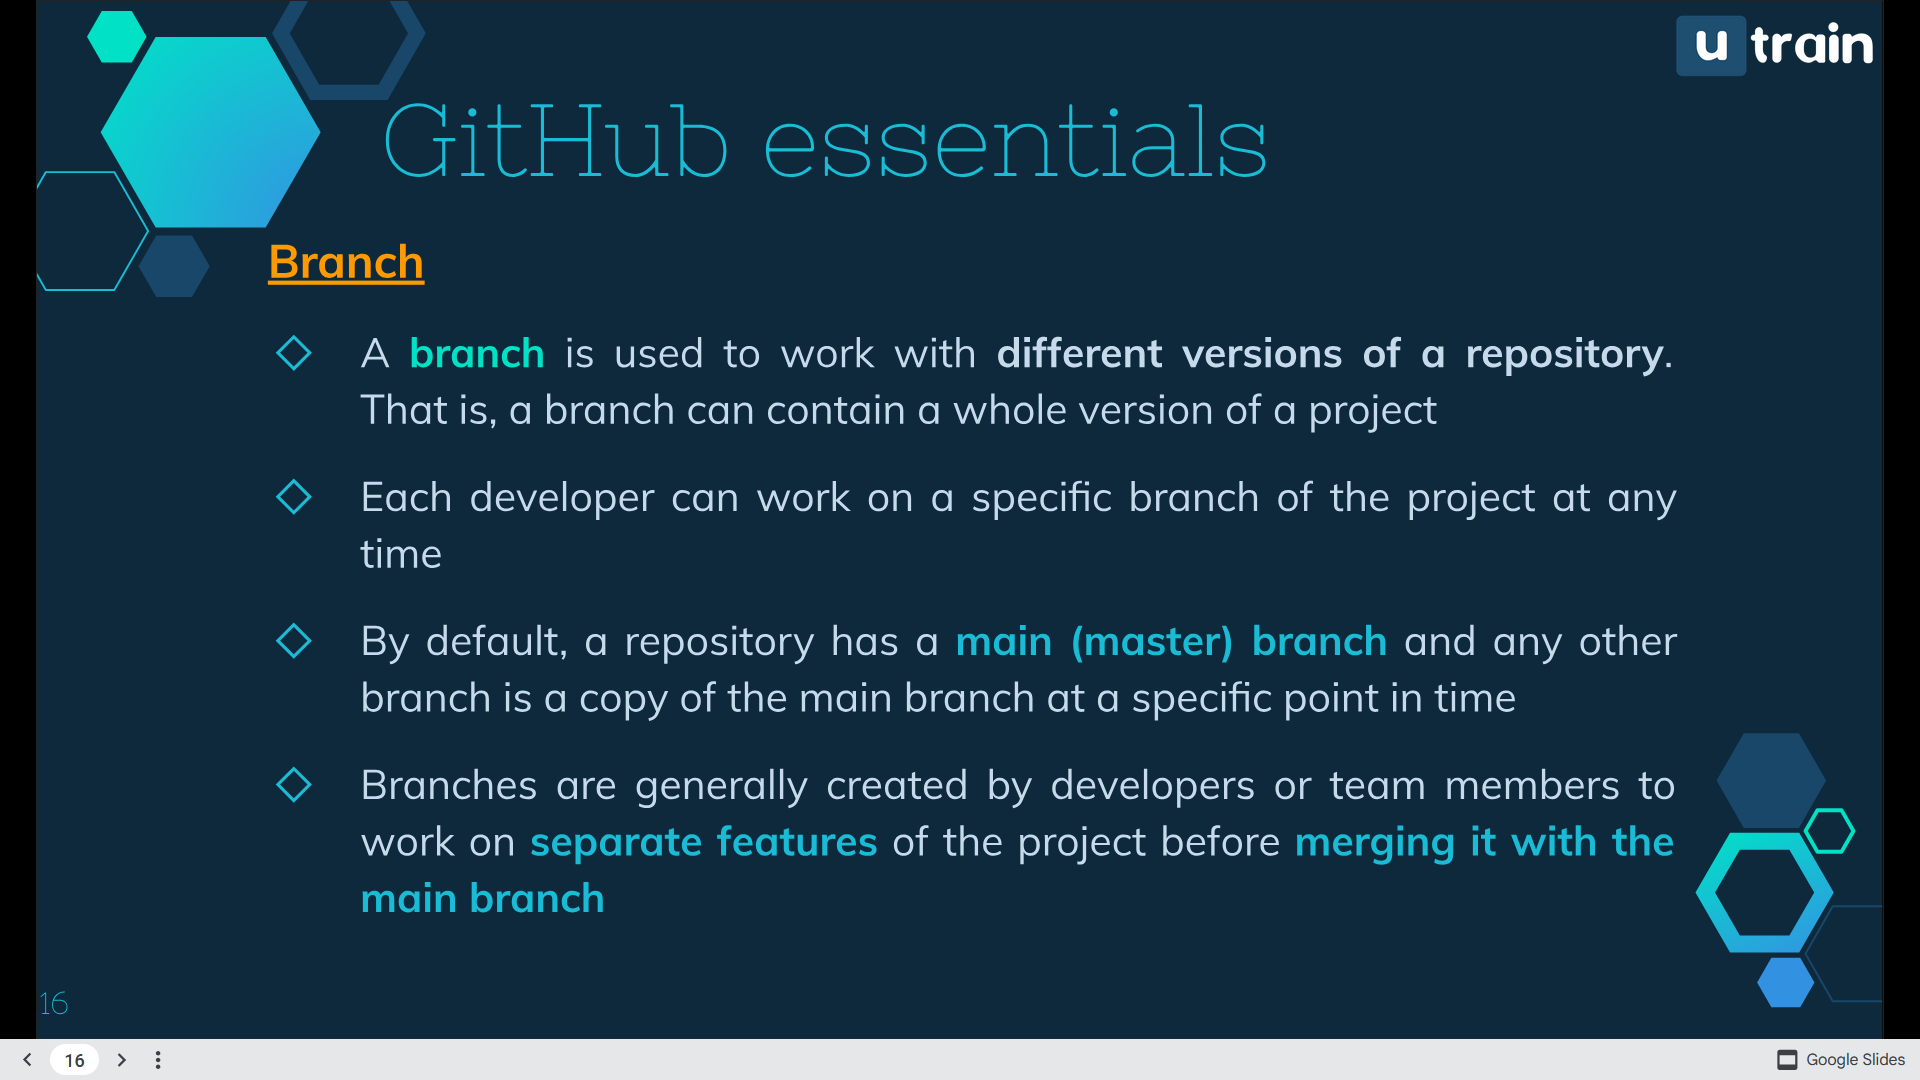 u train
GitHub essentials
Branch
A branch is used to work with different versions of a repository.
That is, a branch can contain a whole version of a project
Each developer can work on a specific branch of the project at any
time
By default, a repository has a main (master) branch and any other
branch is a copy of the main branch at a specific point in time
Branches are generally created by developers or team members to
work on separate features of the project before merging it with the
main branch
16
16
Google Slides